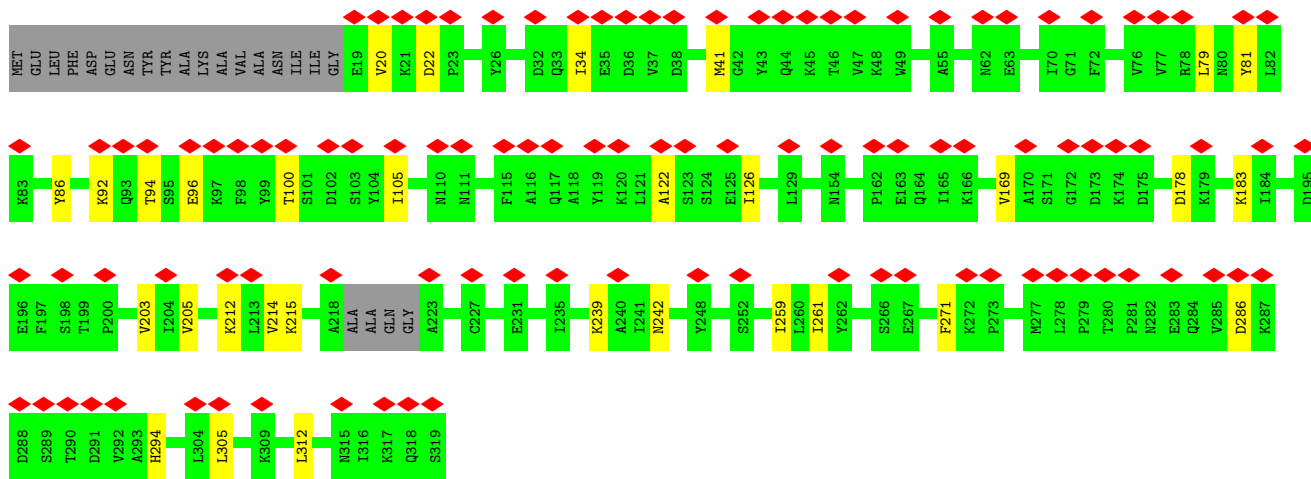 MET GLU LEU PHE ASP GLU ASN TYR TYR ALA LYS ALA VAL ALA ASN ILE ILE GLY E19 V20 K21 D22 P23 Y26 D32 Q33 I34 E35 D36 V37 D38 M41 G42 Y43 Q44 K45 T46 V47 K48 W49 A55 N62 E63 I70 G71 F72 V76 V77 R78 L79 N80 Y81 L82
K83 Y86 K92 Q93 T94 S95 E96 K97 F98 Y99 T100 S101 D102 S103 Y104 I105 N110 N111 F115 A116 Q117 A118 Y119 K120 L121 A122 S123 S124 E125 I126 L129 N154 P162 E163 Q164 I165 K166 V169 A170 S171 G172 D173 K174 D175 D178 K179 K183 I184 D195
E196 F197 S198 T199 P200 V203 I204 V205 K212 L213 V214 K215 A218 ALA ALA GLN GLY A223 C227 E231 I235 K239 A240 I241 N242 Y248 S252 I259 L260 I261 Y262 S266 E267 F271 K272 P273 M277 L278 P279 T280 P281 N282 E283 Q284 V285 D286 K287
D288 S289 T290 D291 V292 A293 H294 L304 L305 K309 L312 N315 I316 K317 Q318 S319